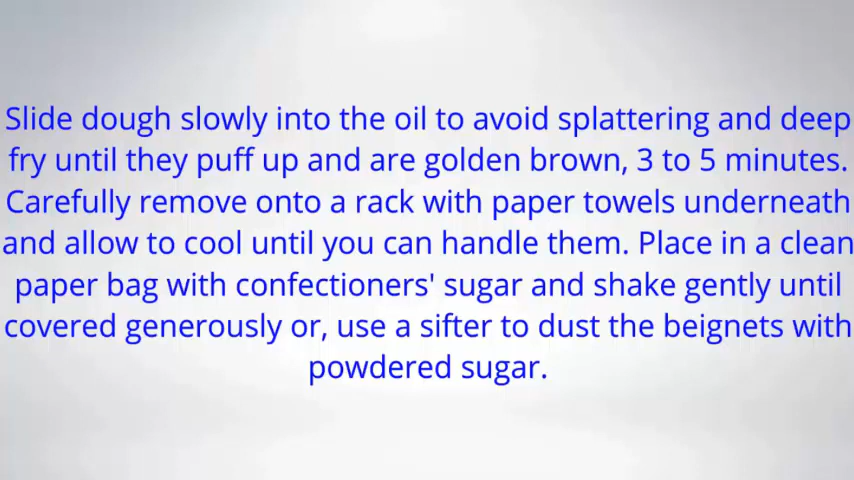 Slide dough slowly into the oil to avoid splattering and deep
fry until they puff up and are golden brown, 3 to 5 minutes.
Carefully remove onto a rack with paper towels underneath
and allow to cool until you can handle them. Place in a clean
paper bag with confectioners' sugar and shake gently until
covered generously or, use a sifter to dust the beignets with
powdered sugar.